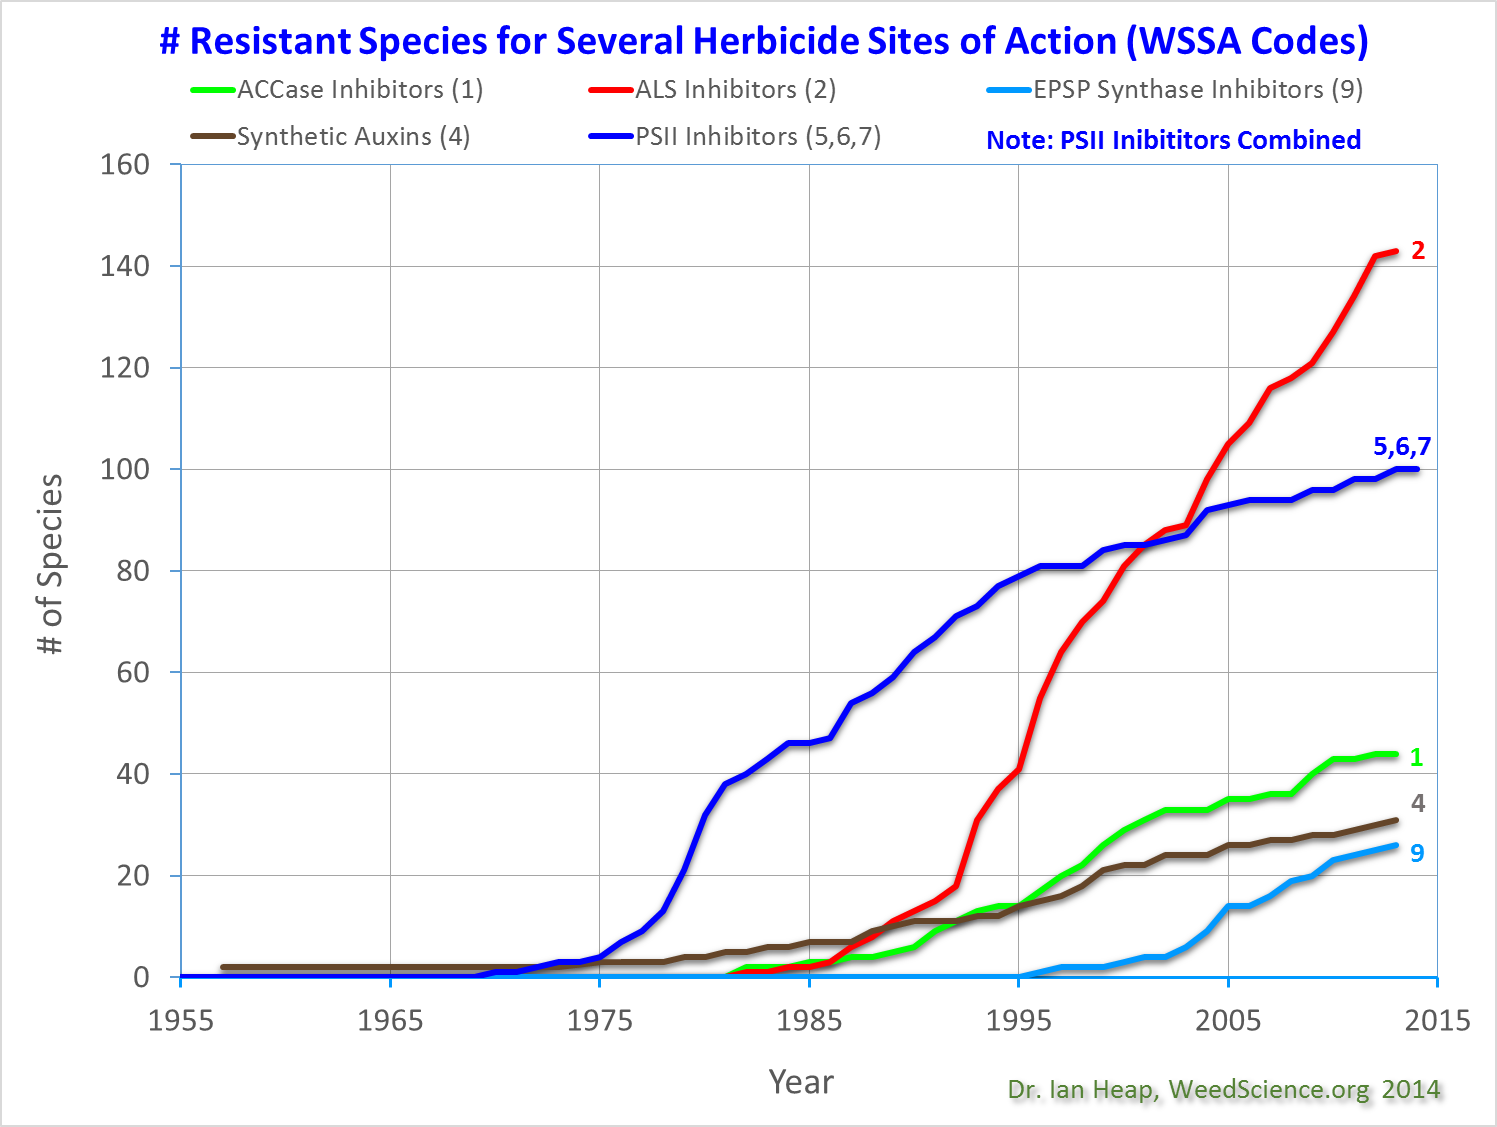 # Resistant Species for Several Herbicide Sites of Action (WSSA Codes)
ACCase Inhibitors (1) ALS Inhibitors (2) EPSP Synthase Inhibitors (9)
Synthetic Auxins (4) PSII Inhibitors (5,6,7) Note: PSII Inibititors Combined
160
140
2
120
100
5,6,7
80
60
40
1
4
20
9
0
# of Species
1955 1965 1975 1985 1995 2005 2015
Year
Dr. Ian Heap, WeedScience.org 2014